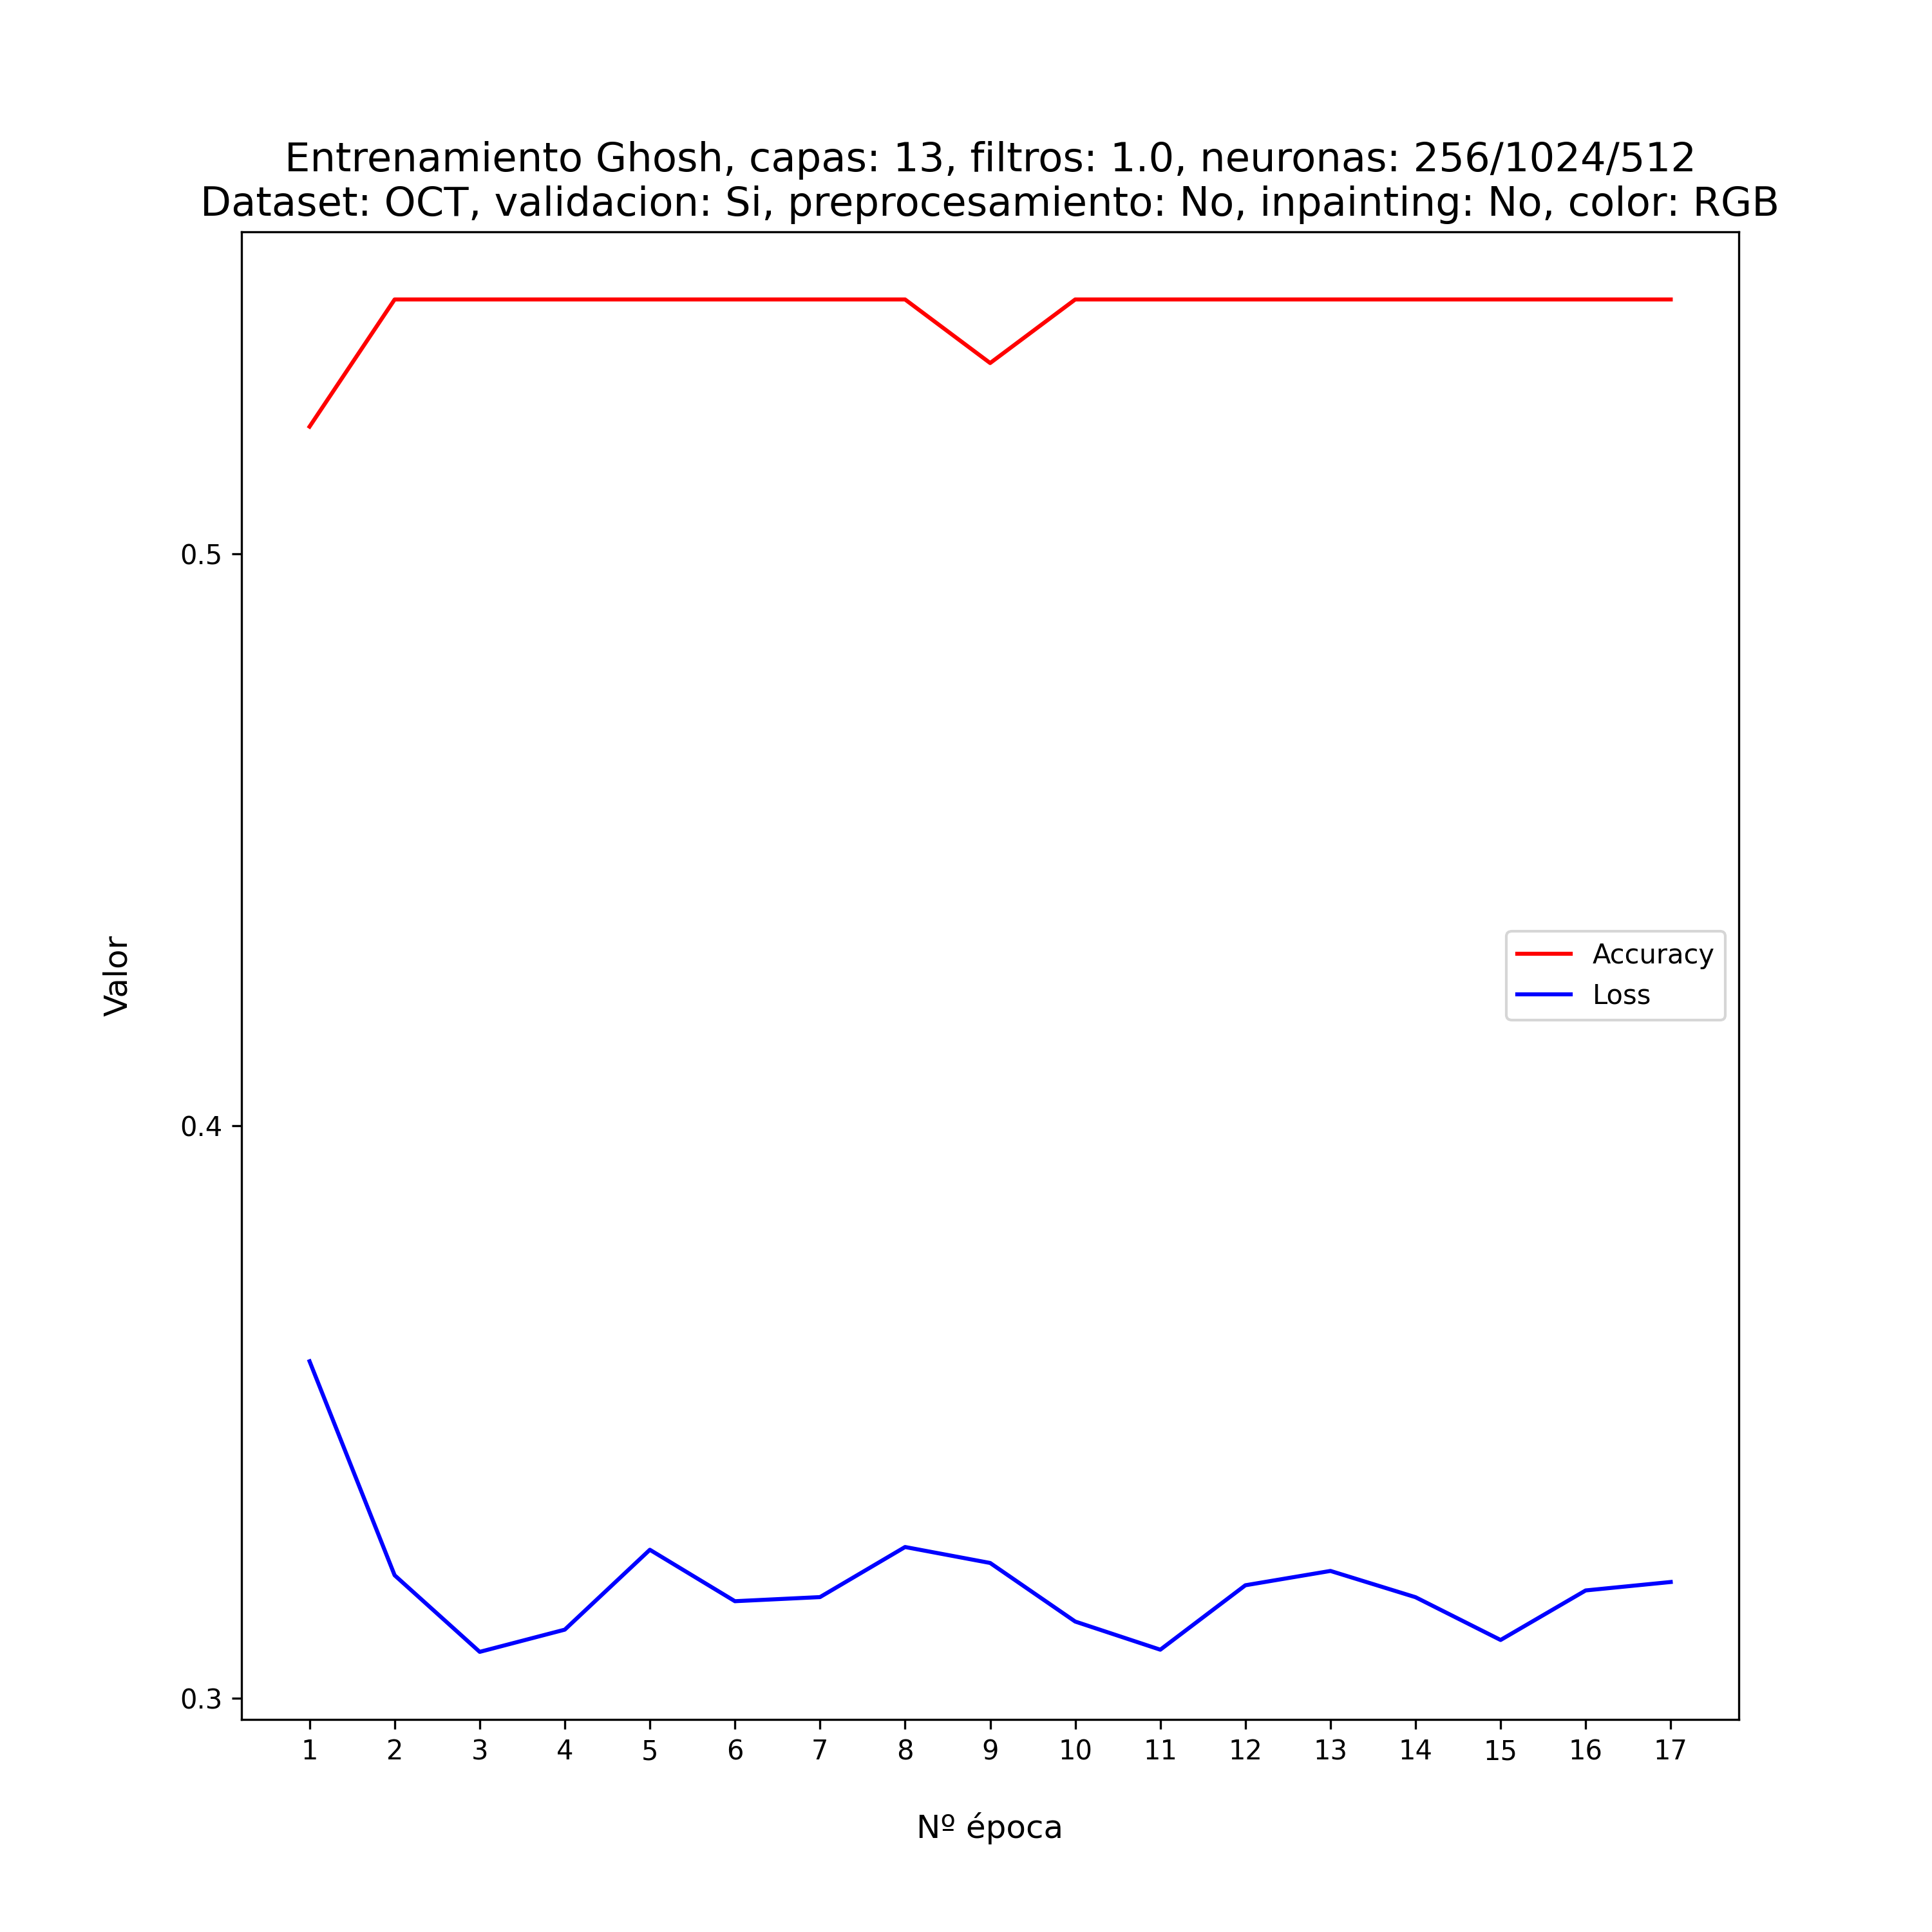 Entrenamiento Ghosh, capas: 13, filtros: 1.0, neuronas: 256/1024/512
Dataset: OCT, validacion: Si, preprocesamiento: No, inpainting: No, color: RGB
0.5
0.4
0.3
Valor
Accuracy
Loss
1 2 3 4 5 6 7 8 9 10 11 12 13 14 15 16 17
Nº época